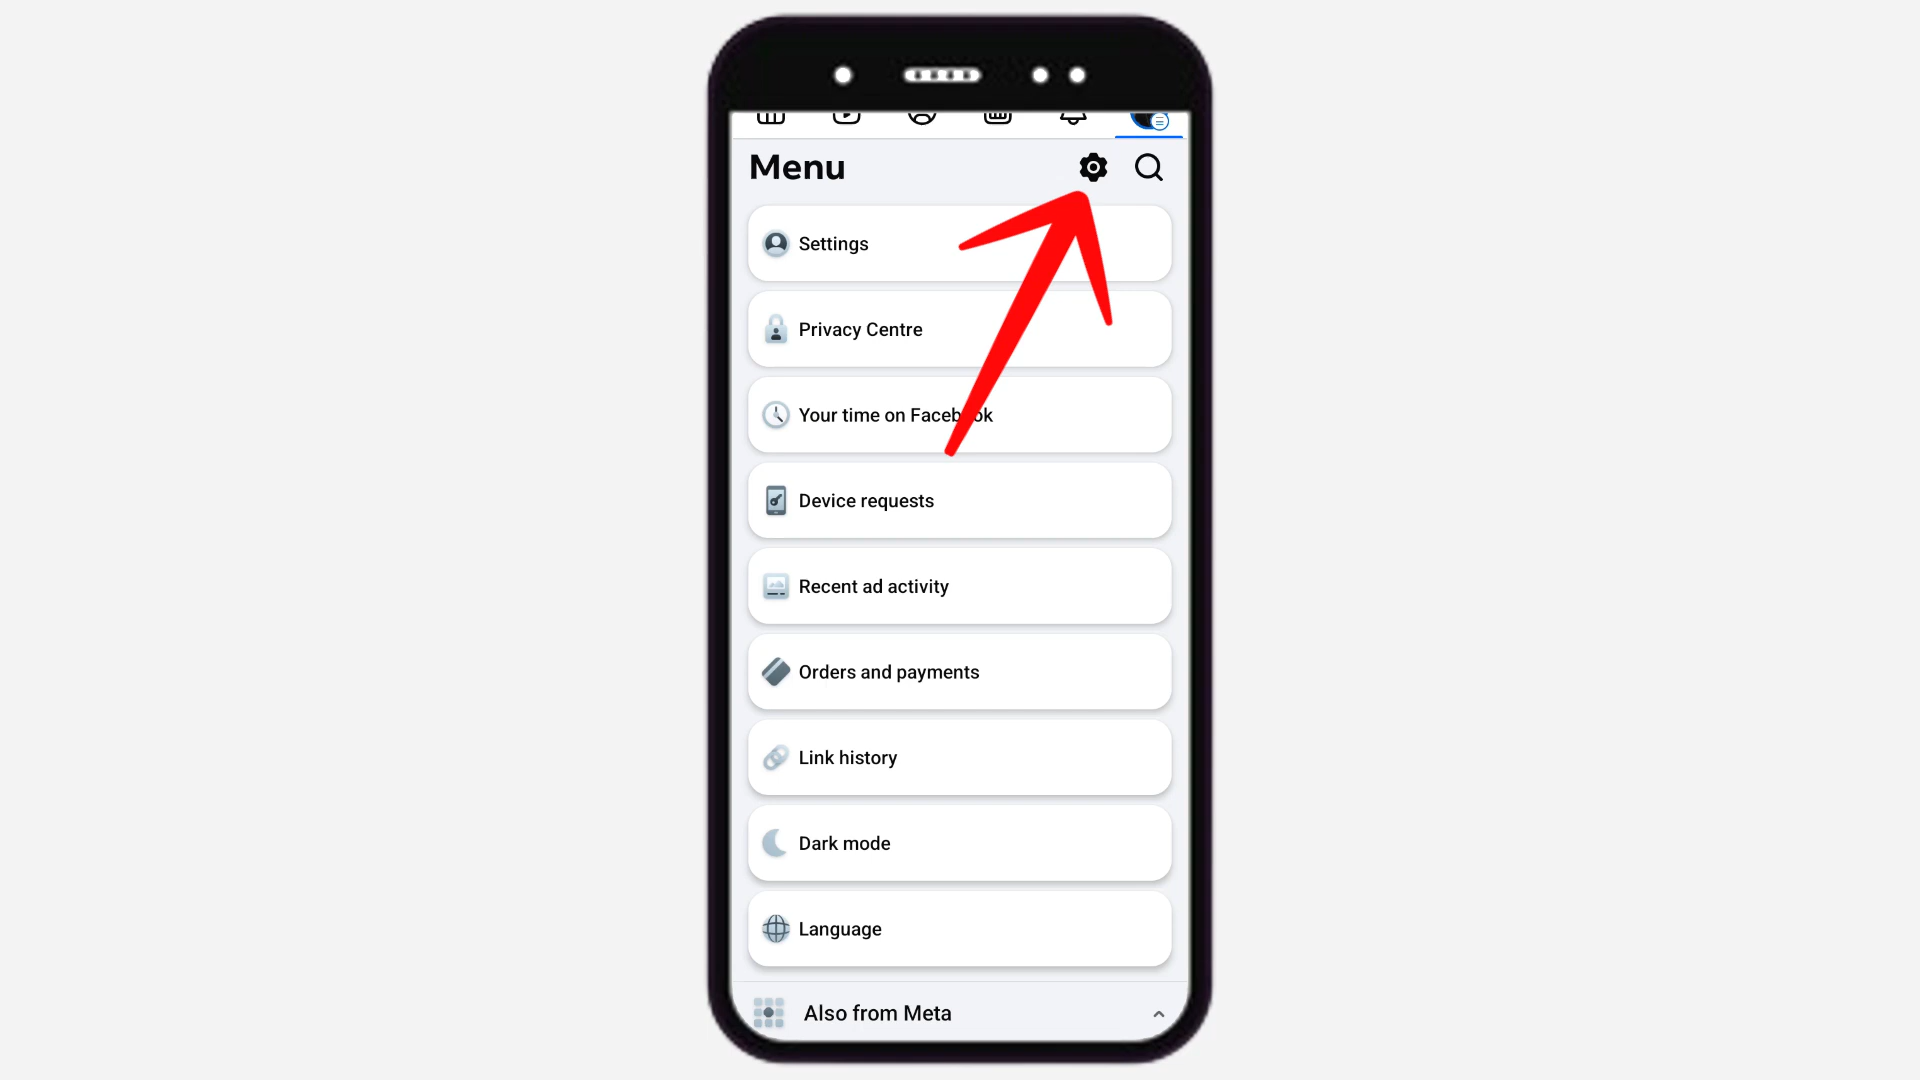 Menu
Settings
Privacy Centre
Your time on Facebook
Device requests
Recent ad activity
Orders and payments
Link history
Dark mode
Language
Also from Meta